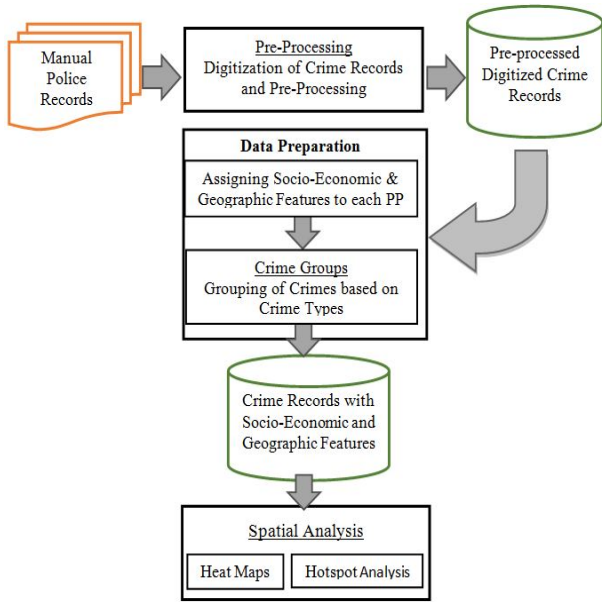 Manual
Police
Records
Pre-Processing
Digitization of Crime Records
and Pre-Processing
Pre-processed
Digitized Crime
Records
Data Preparation
Assigning Socio-Economic &
Geographic Features to each PP
Crime Groups
Grouping of Crimes based on
Crime Types
Crime Records with
Socio-Economic and
Geographic Features
Spatial Analysis
Heat Maps
Hotspot Analysis